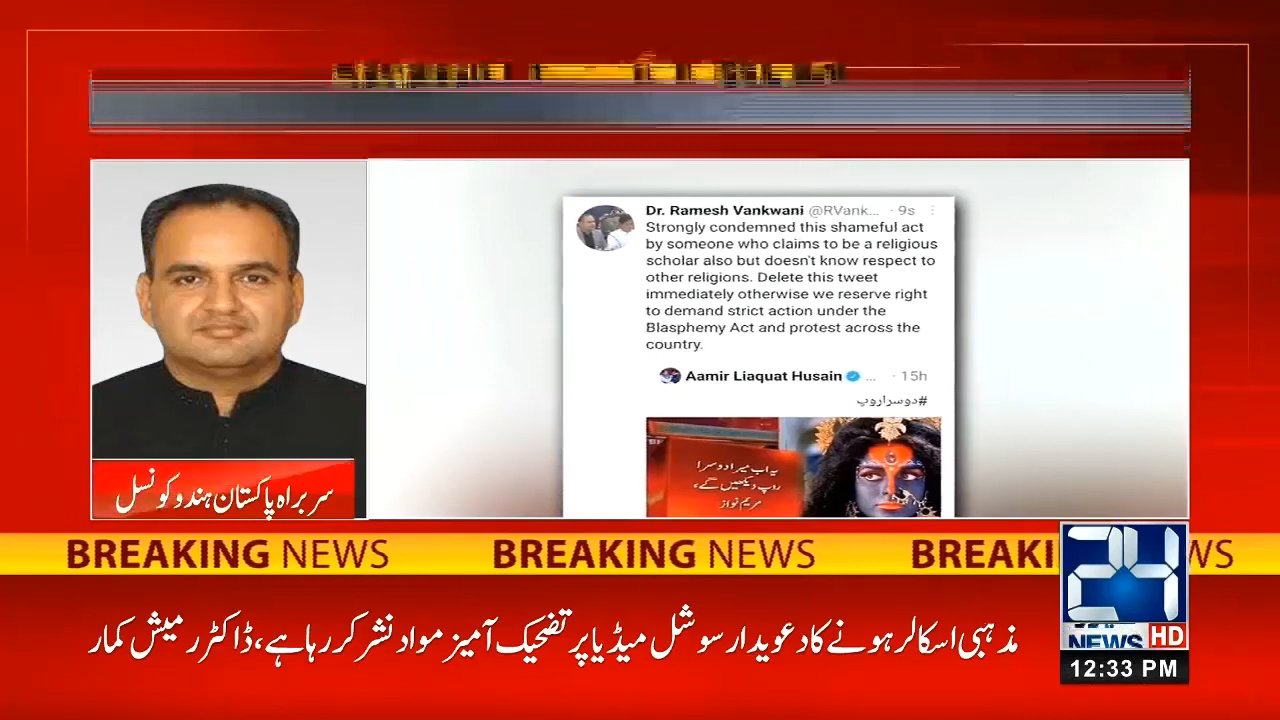 Dr. Ramesh Vankwani @RVank... · 9s
Strongly condemned this shameful act
by someone who claims to be a religious
scholar also but doesn't know respect to
other religions. Delete this tweet
immediately otherwise we reserve right
to demand strict action under the
Blasphemy Act and protest across the
country.
Aamir Liaquat Husain ... · 15h
#دوسراروپ
یہ اب میرا دوسرا
روپ دیکھیں گے،
مریم نواز
سربراہ پاکستان ہندو کونسل
BREAKING NEWS BREAKING NEWS BREAKI WS
مذہبی اسکالر ہونے کا دعویدار سوشل میڈیا پر تضحیک آمیز مواد نشر کر رہا ہے، ڈاکٹر رمیش کمار
24
NEWS HD
12:33 PM